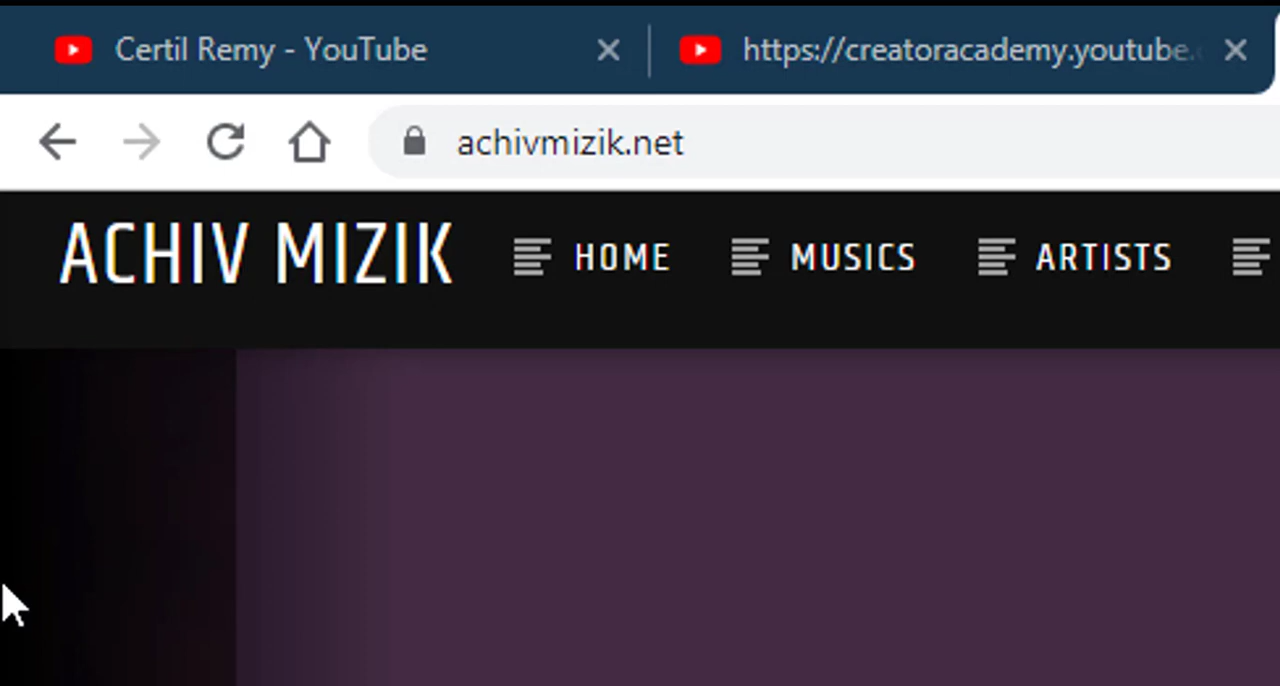 Certil Remy - YouTube
https://creatoracademy.youtube.
achivmizik.net
ACHIV MIZIK HOME MUSICS ARTISTS